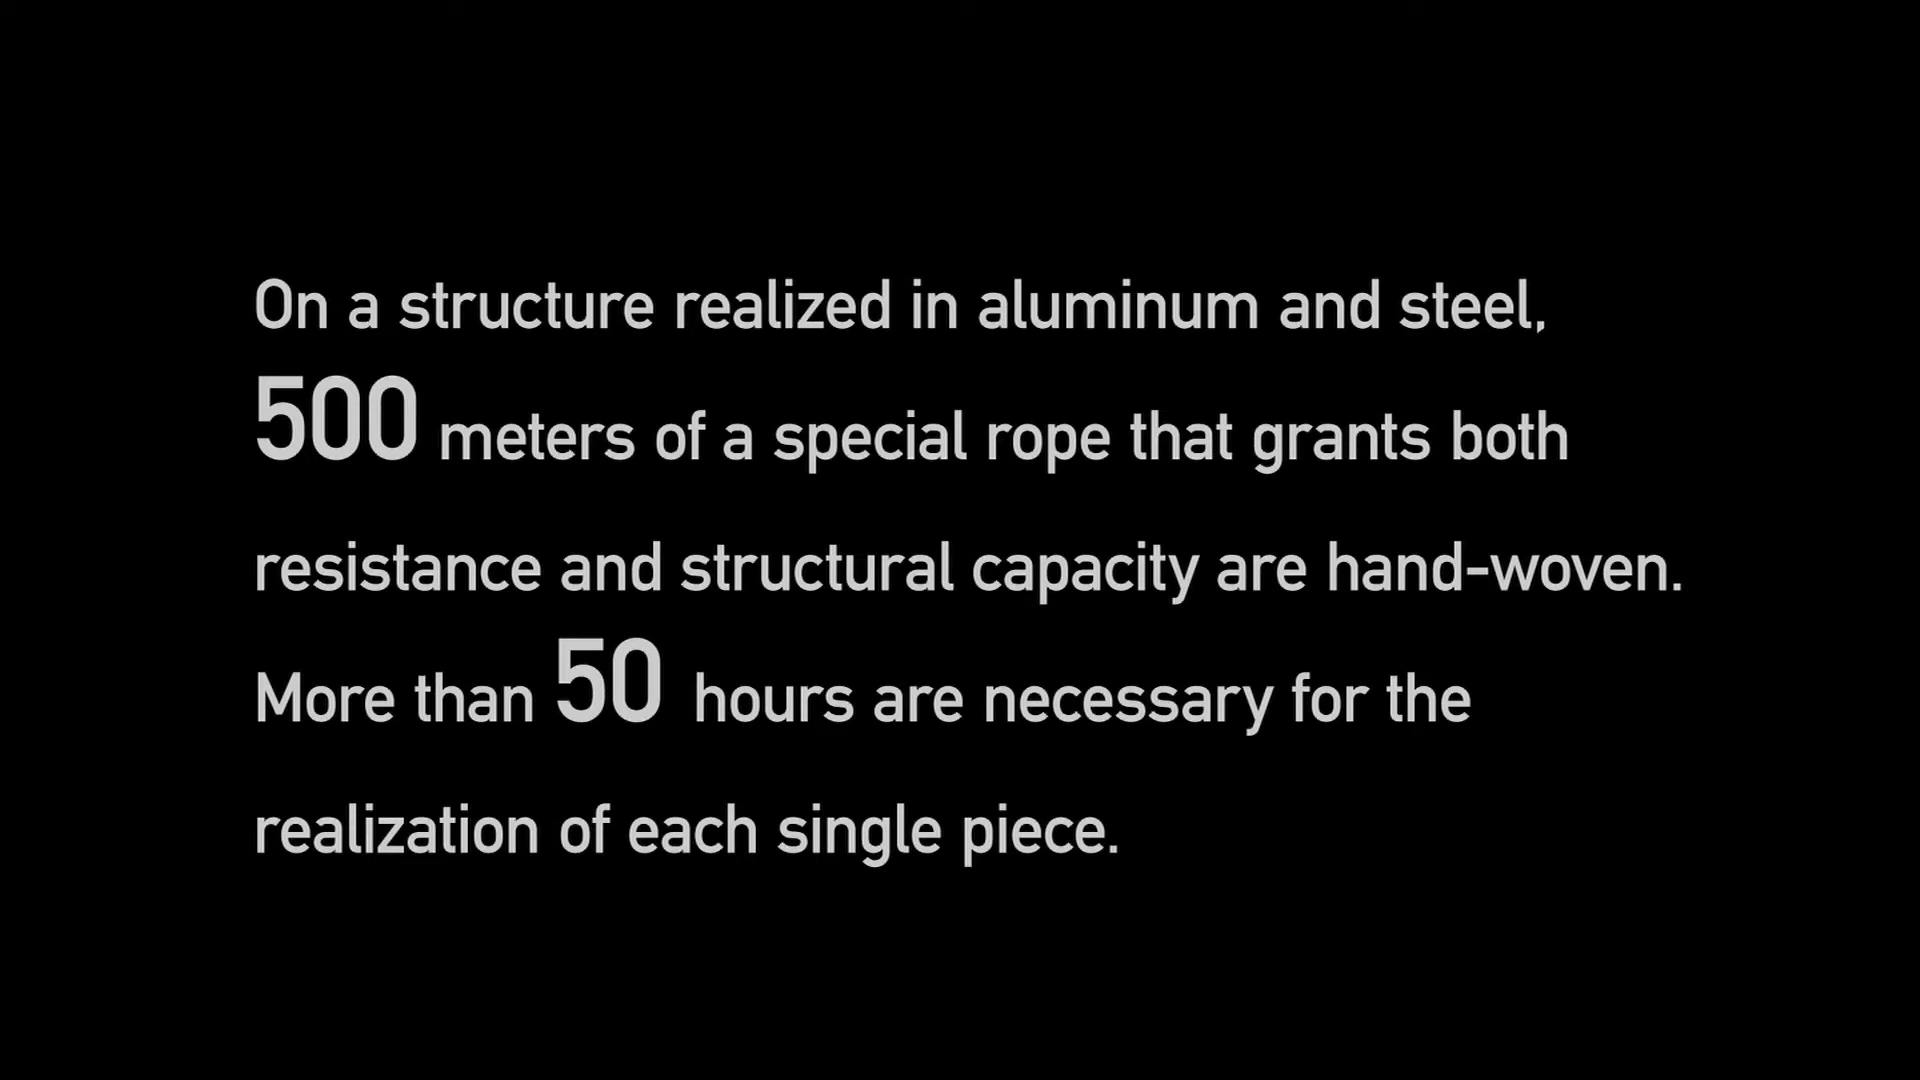 On a structure realized in aluminum and steel,
500 meters of a special rope that grants both
resistance and structural capacity are hand-woven.
More than 50 hours are necessary for the
realization of each single piece.